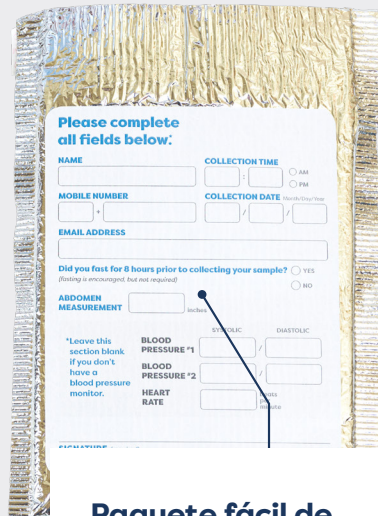 Please complete
all fields below:*
NAME
COLLECTION TIME
:
AM
PM
MOBILE NUMBER
COLLECTION DATE Month/Day/Year
+
/ /
EMAIL ADDRESS
Did you fast for 8 hours prior to collecting your sample? YES
(fasting is encouraged, but not required)
NO
ABDOMEN
MEASUREMENT
inches
SYSTOLIC DIASTOLIC
*Leave this
section blank
if you don't
have a
blood pressure
monitor.
BLOOD
PRESSURE #1 /
BLOOD
PRESSURE #2 /
HEART
RATE
beats
per
minute
SIGNATURE
Paquete fácil de